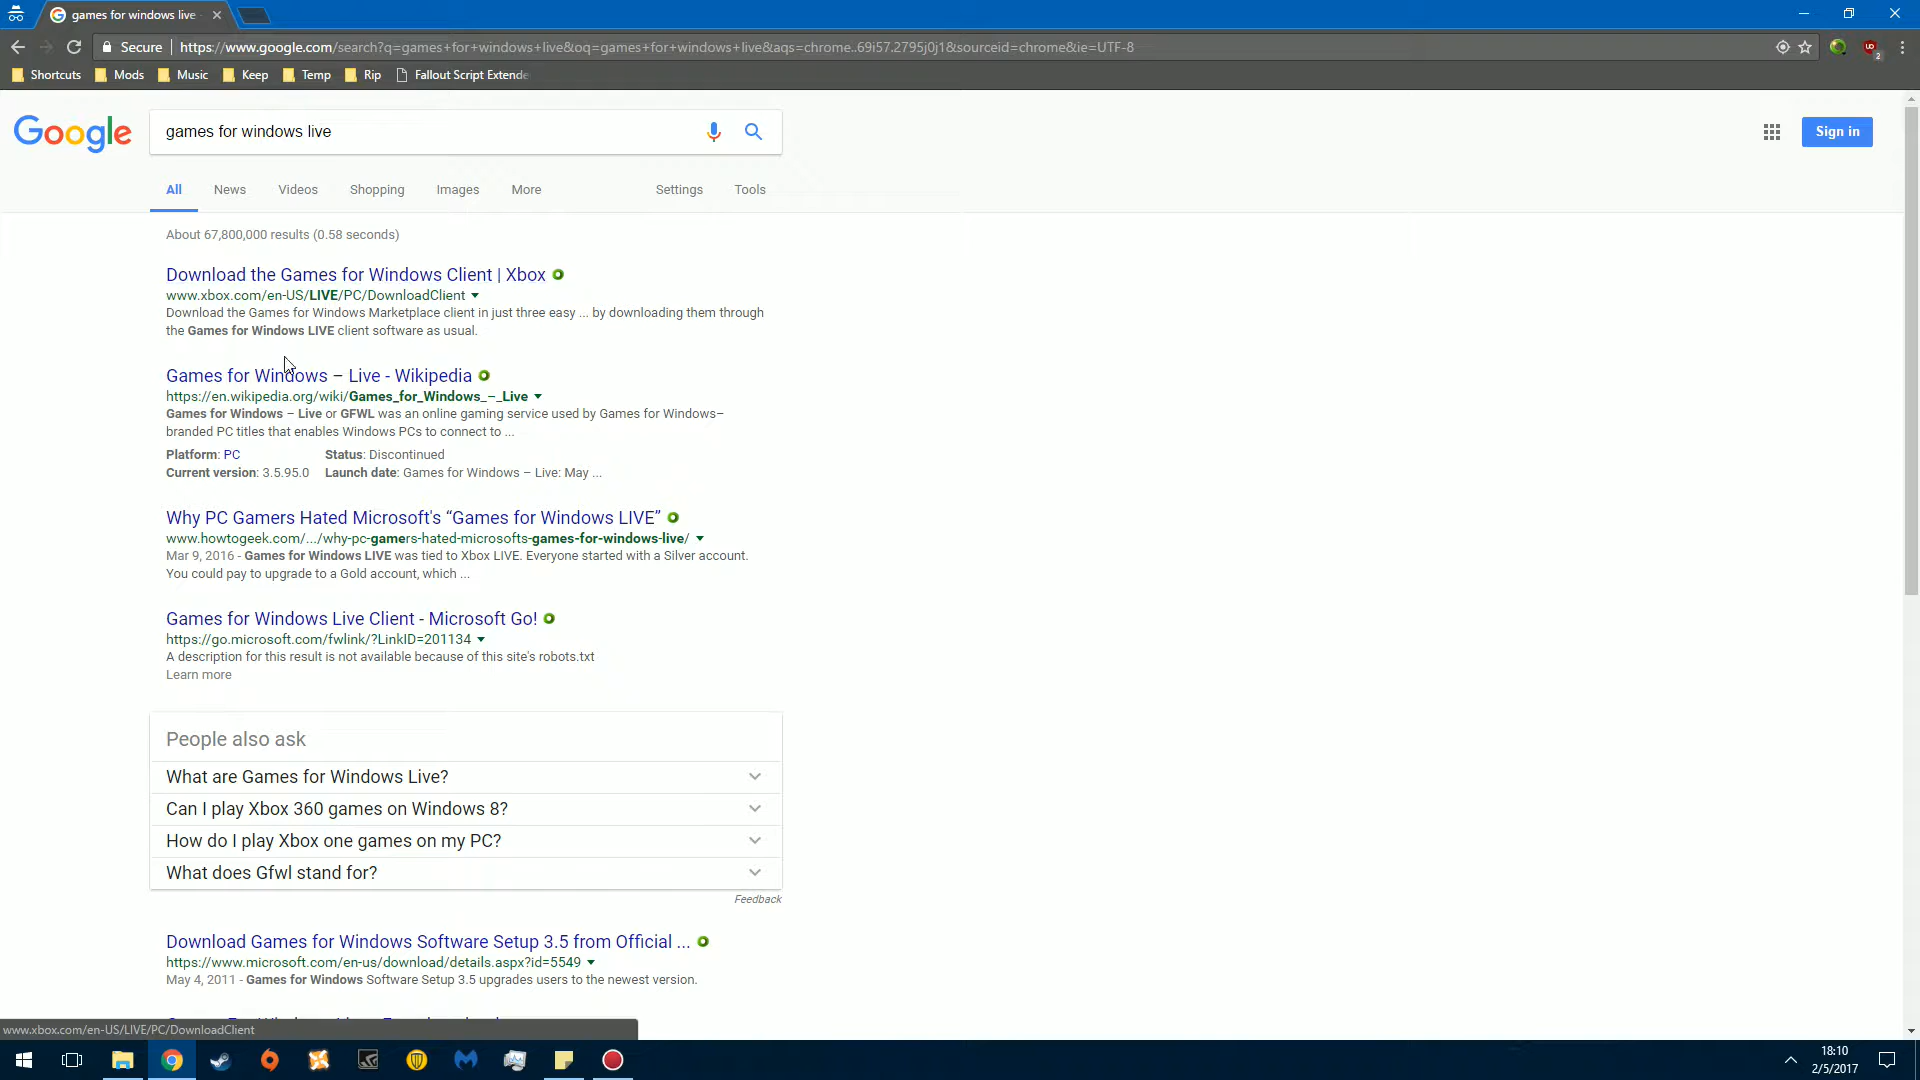 games for windows live
Secure https://www.google.com/search?q=games+for+windows+live&oq=games+for+windows+live&aqs=chrome..69i57.2795j0j1&sourceid=chrome&ie=UTF-8
UD
2
Shortcuts Mods Music Keep Temp Rip Fallout Script Extende
Google
games for windows live
Sign in
All News Videos Shopping Images More Settings Tools
About 67,800,000 results (0.58 seconds)
Download the Games for Windows Client | Xbox
www.xbox.com/en-US/LIVE/PC/DownloadClient
Download the Games for Windows Marketplace client in just three easy ... by downloading them through
the Games for Windows LIVE client software as usual.
Games for Windows – Live - Wikipedia
https://en.wikipedia.org/wiki/Games_for_Windows_–_Live
Games for Windows – Live or GFWL was an online gaming service used by Games for Windows–
branded PC titles that enables Windows PCs to connect to ...
Platform: PC Status: Discontinued
Current version: 3.5.95.0 Launch date: Games for Windows – Live: May ...
Why PC Gamers Hated Microsoft's “Games for Windows LIVE”
www.howtogeek.com/.../why-pc-gamers-hated-microsofts-games-for-windows-live/
Mar 9, 2016 - Games for Windows LIVE was tied to Xbox LIVE. Everyone started with a Silver account.
You could pay to upgrade to a Gold account, which ...
Games for Windows Live Client - Microsoft Go!
https://go.microsoft.com/fwlink/?LinkID=201134
A description for this result is not available because of this site's robots.txt
Learn more
People also ask
What are Games for Windows Live?
Can I play Xbox 360 games on Windows 8?
How do I play Xbox one games on my PC?
What does Gfwl stand for?
Feedback
Download Games for Windows Software Setup 3.5 from Official ...
https://www.microsoft.com/en-us/download/details.aspx?id=5549
May 4, 2011 - Games for Windows Software Setup 3.5 upgrades users to the newest version.
www.xbox.com/en-US/LIVE/PC/DownloadClient
18:10
2/5/2017